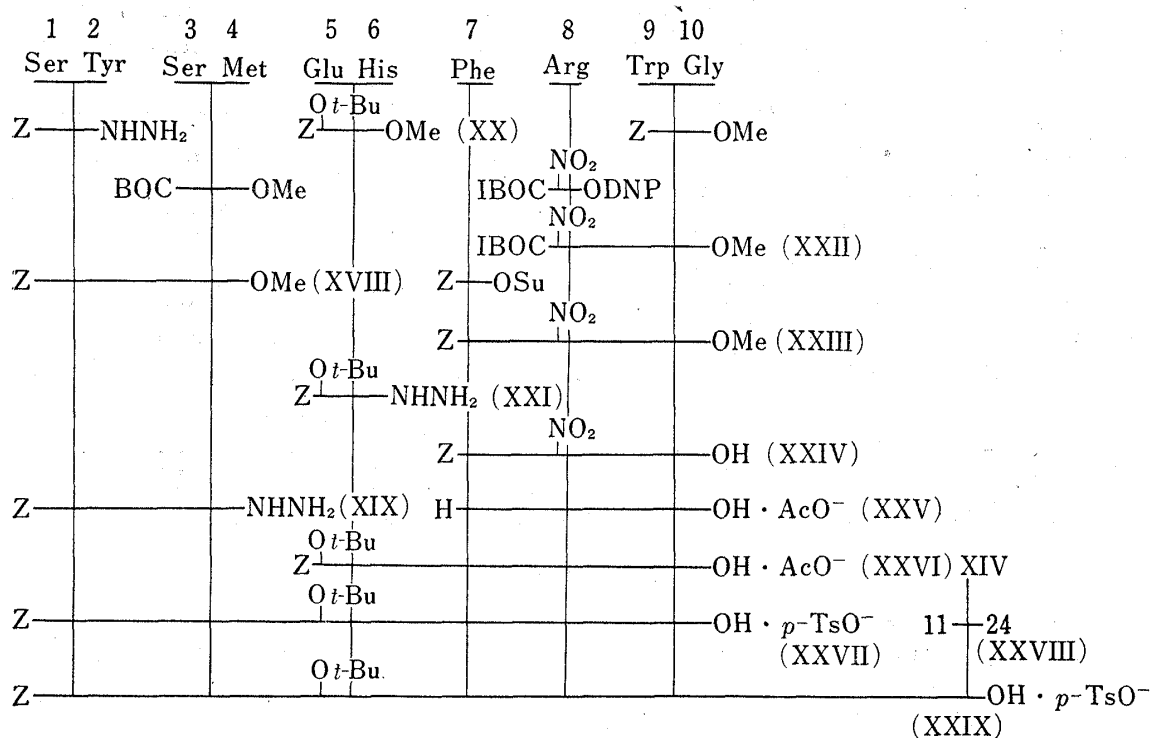 1 2 3 4 5 6 7 8 9 10
Ser Tyr Ser Met Glu His Phe Arg Trp Gly
O t-Bu
Z NHNH₂ Z OMe (XX) Z OMe
NO₂
BOC OMe IBOC ODNP
NO₂
IBOC OMe (XXII)
Z OMe (XVIII) Z OSu
NO₂
Z OMe (XXIII)
O t-Bu
Z NHNH₂ (XXI)
NO₂
Z OH (XXIV)
Z NHNH₂ (XIX) H OH · AcO⁻ (XXV)
O t-Bu
Z OH · AcO⁻ (XXVI) XIV
O t-Bu
Z OH · p-TsO⁻ 11 24
(XXVII) (XXVIII)
O t-Bu
Z OH · p-TsO⁻
(XXIX)